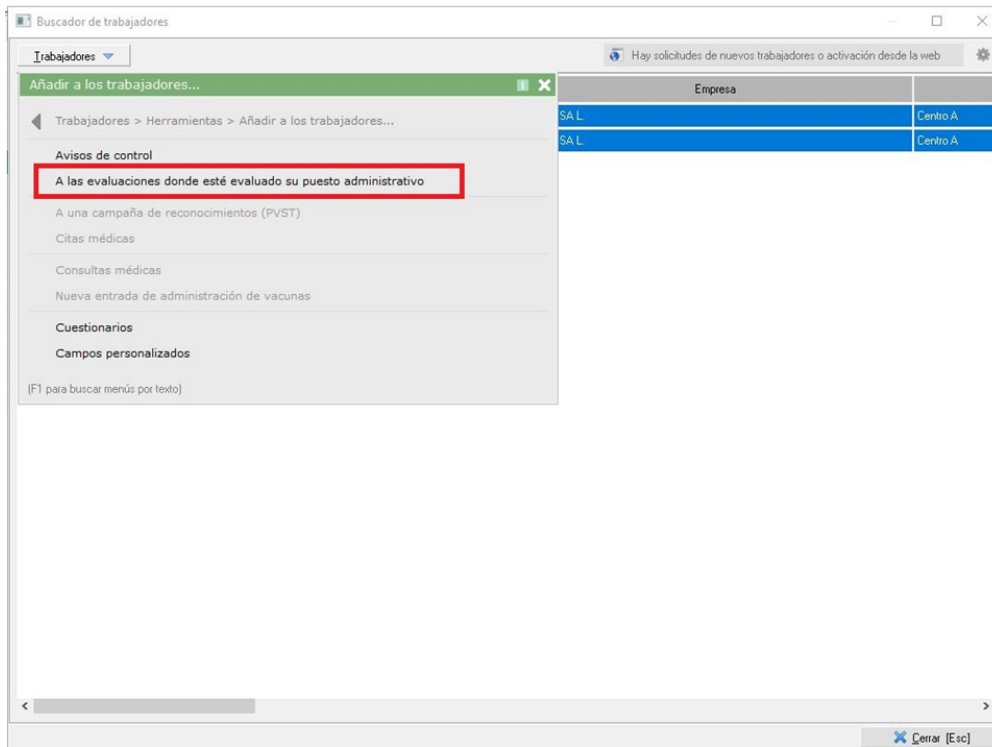 Buscador de trabajadores
Trabajadores
Hay solicitudes de nuevos trabajadores o activación desde la web
Añadir a los trabajadores...
Empresa
Trabajadores > Herramientas > Añadir a los trabajadores...
SA L.
Centro A
SA L.
Centro A
Avisos de control
A las evaluaciones donde esté evaluado su puesto administrativo
A una campaña de reconocimientos (PVST)
Citas médicas
Consultas médicas
Nueva entrada de administración de vacunas
Cuestionarios
Campos personalizados
(F1 para buscar menús por texto)
Cerrar [Esc]